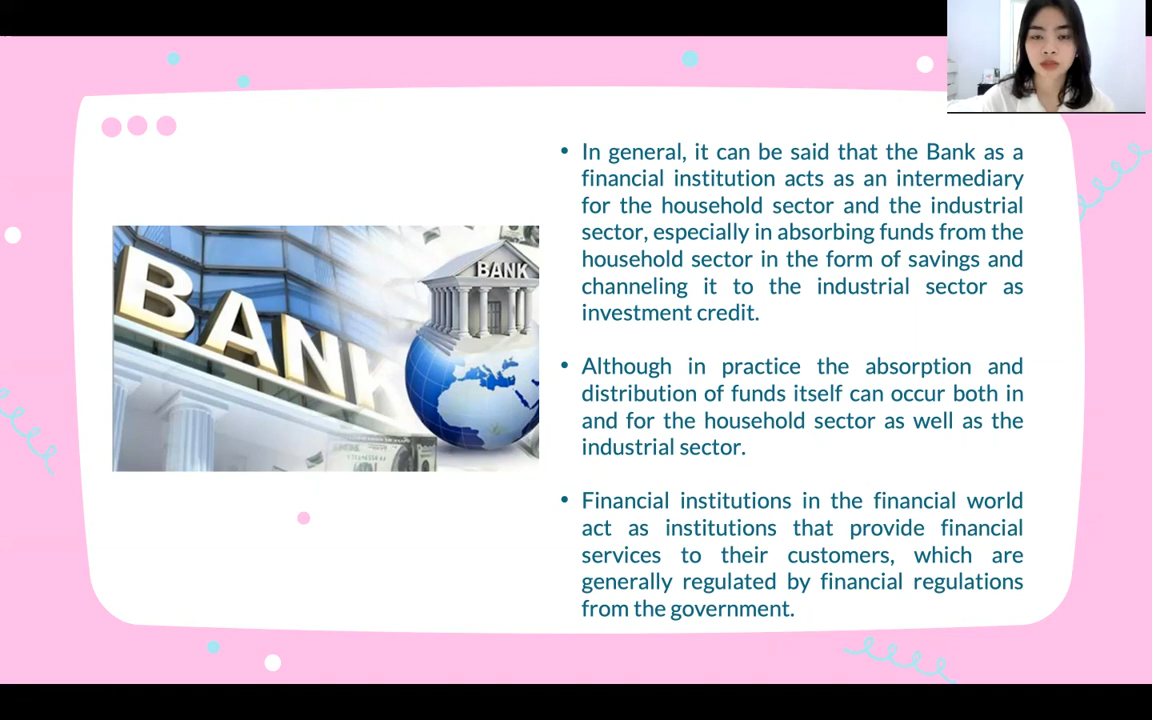 In general, it can be said that the Bank as a
financial institution acts as an intermediary
for the household sector and the industrial
sector, especially in absorbing funds from the
household sector in the form of savings and
channeling it to the industrial sector as
investment credit.
Although in practice the absorption and
distribution of funds itself can occur both in
and for the household sector as well as the
industrial sector.
Financial institutions in the financial world
act as institutions that provide financial
services to their customers, which are
generally regulated by financial regulations
from the government.
BANK
BANK